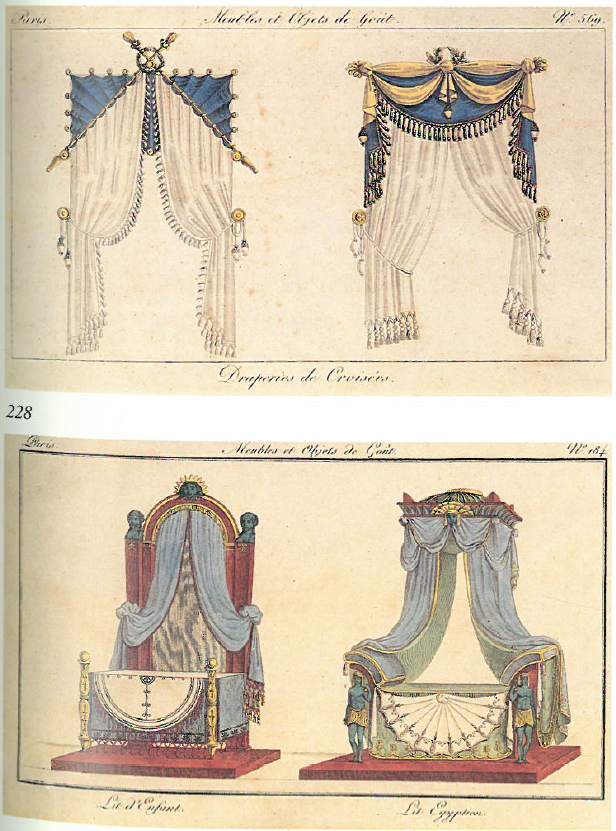 Paris.
Meubles et Objets de Goût.
N.º 569.
Draperies de Croisées.
228
Paris.
Meubles et Objets de Goût.
N.º 184
Lit d'Enfant.
Lit Egyptien.